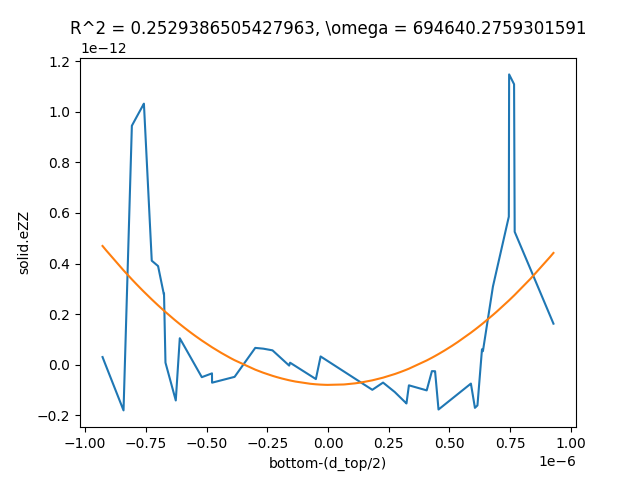 R^2 = 0.2529386505427963, \omega = 694640.2759301591
1e−12
1.2
1.0
0.8
0.6
0.4
0.2
0.0
−0.2
solid.eZZ
−1.00 −0.75 −0.50 −0.25 0.00 0.25 0.50 0.75 1.00
bottom-(d_top/2)
1e−6